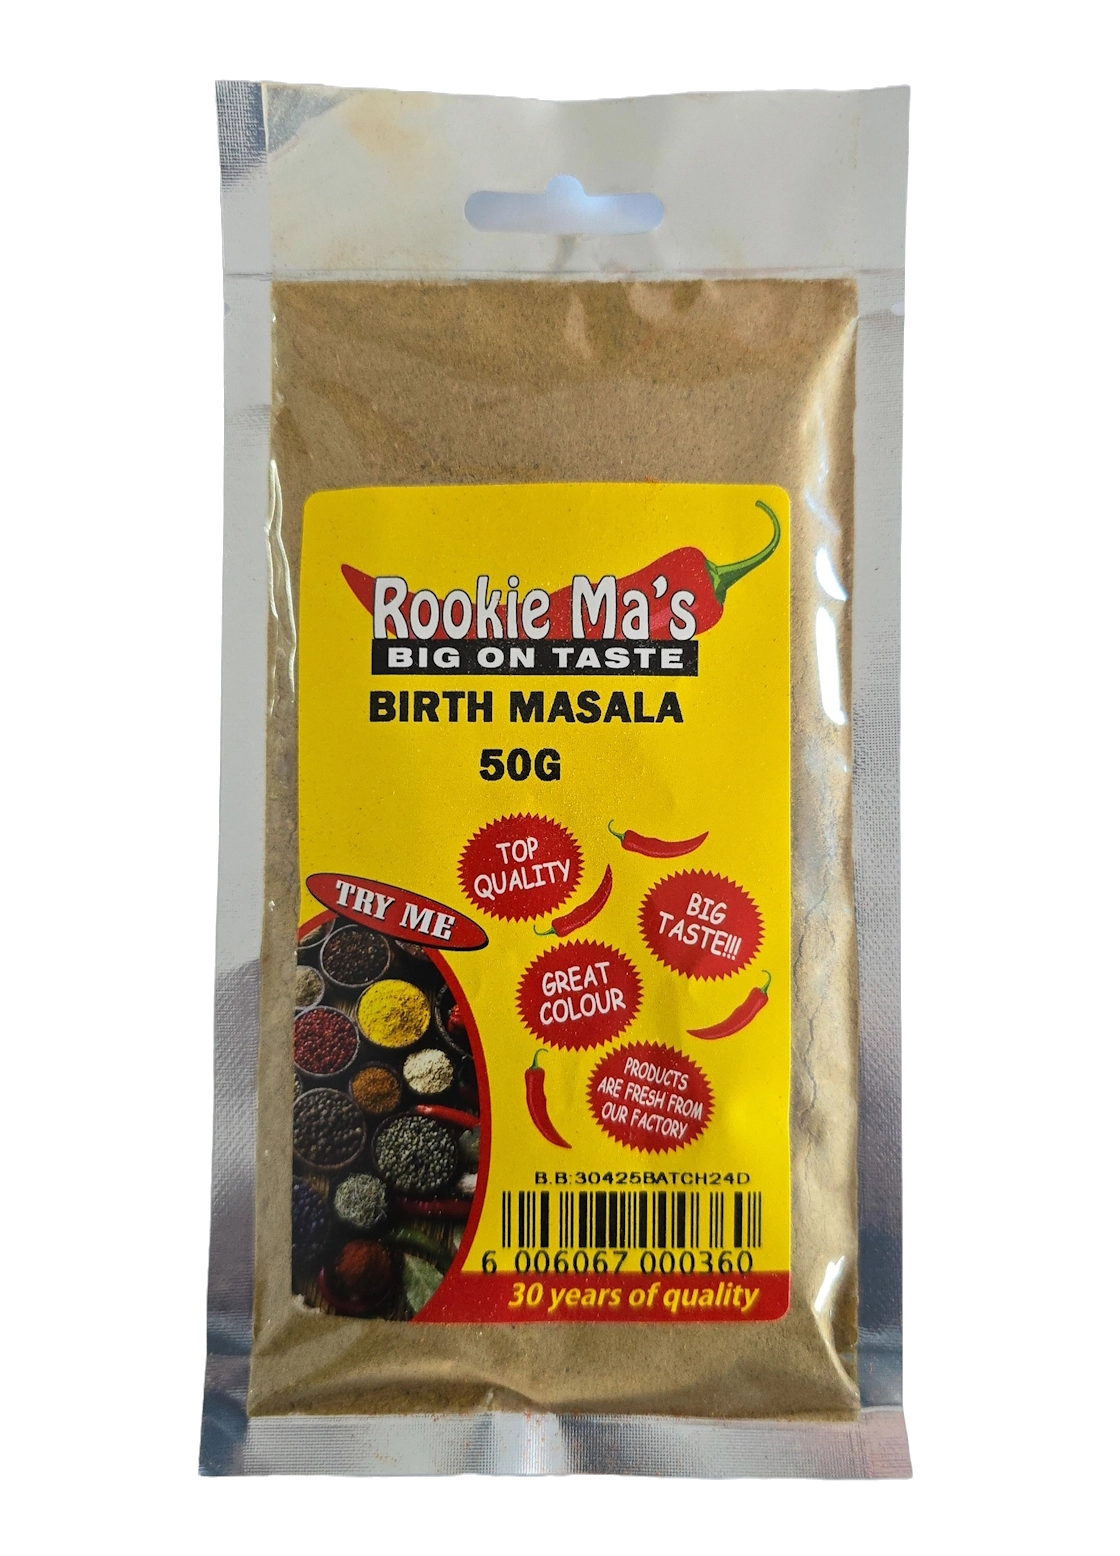 Rookie Ma's
BIG ON TASTE
BIRTH MASALA
50G
TOP
QUALITY
TRY ME
BIG
TASTE!!!
GREAT
COLOUR
PRODUCTS
ARE FRESH FROM
OUR FACTORY
B.B:30425BATCH24D
6 006067 000360
30 years of quality